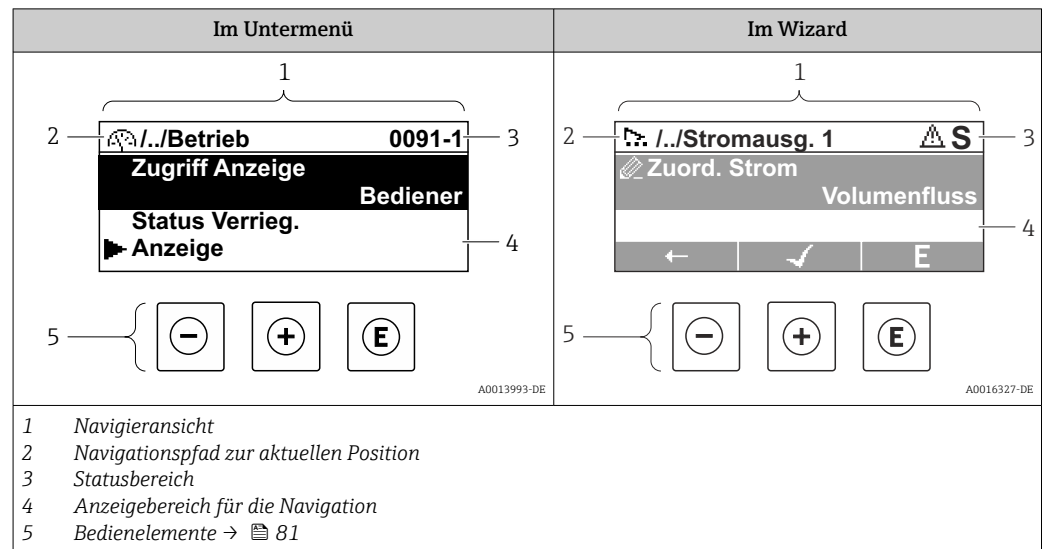 Im Untermenü
Im Wizard
1
2
/../Betrieb 0091-1
3
Zugriff Anzeige
Bediener
Status Verrieg.
Anzeige
4
5
- + E
A0013993-DE
1
2
/../Stromausg. 1 S
3
Zuord. Strom
Volumenfluss
4
← ✓ E
5
- + E
A0016327-DE
1 Navigieransicht
2 Navigationspfad zur aktuellen Position
3 Statusbereich
4 Anzeigebereich für die Navigation
5 Bedienelemente → 81